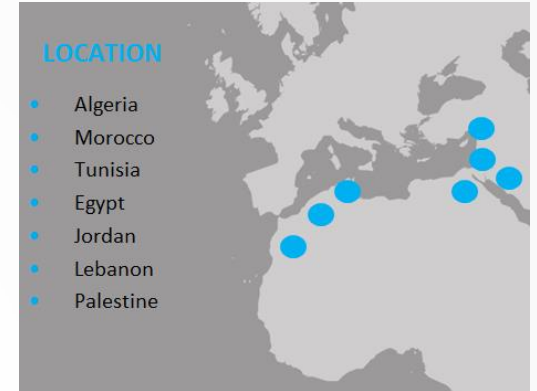 LOCATION
Algeria
Morocco
Tunisia
Egypt
Jordan
Lebanon
Palestine